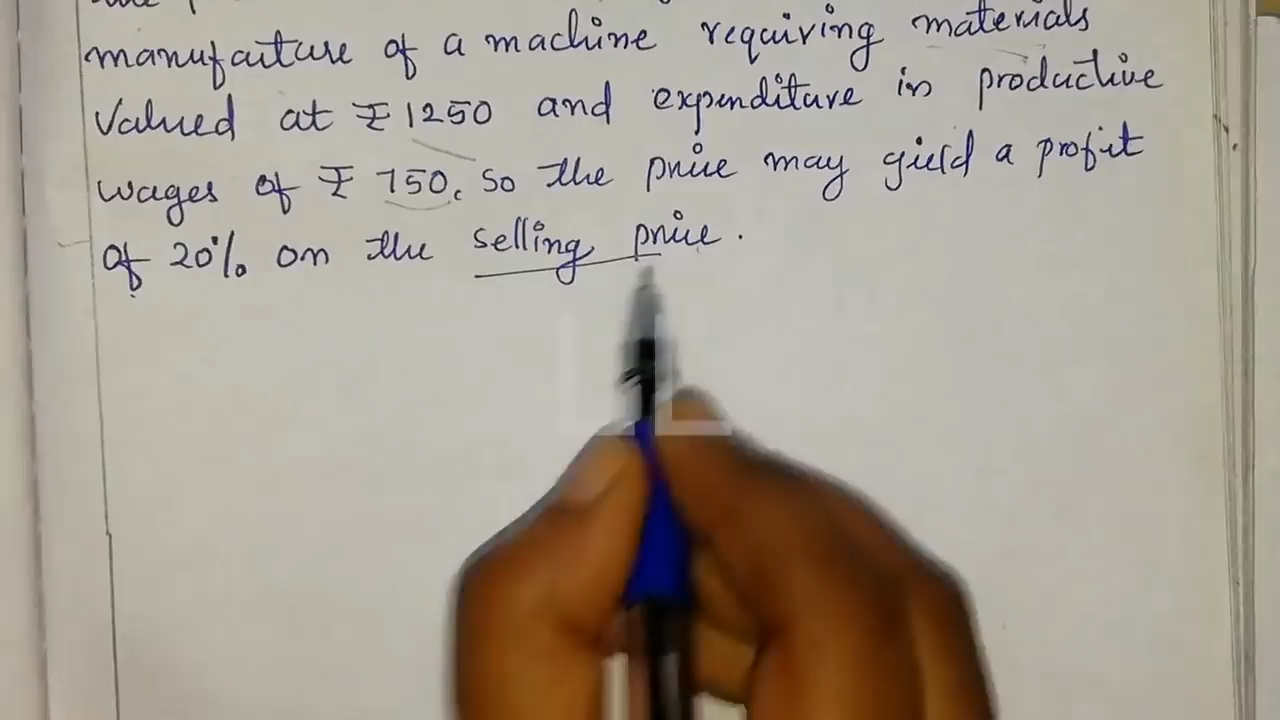 manufacture of a machine requiring materials
Valued at ₹ 1250 and expenditure in productive
wages of ₹ 750. So the price may yield a profit
of 20% on the selling price.